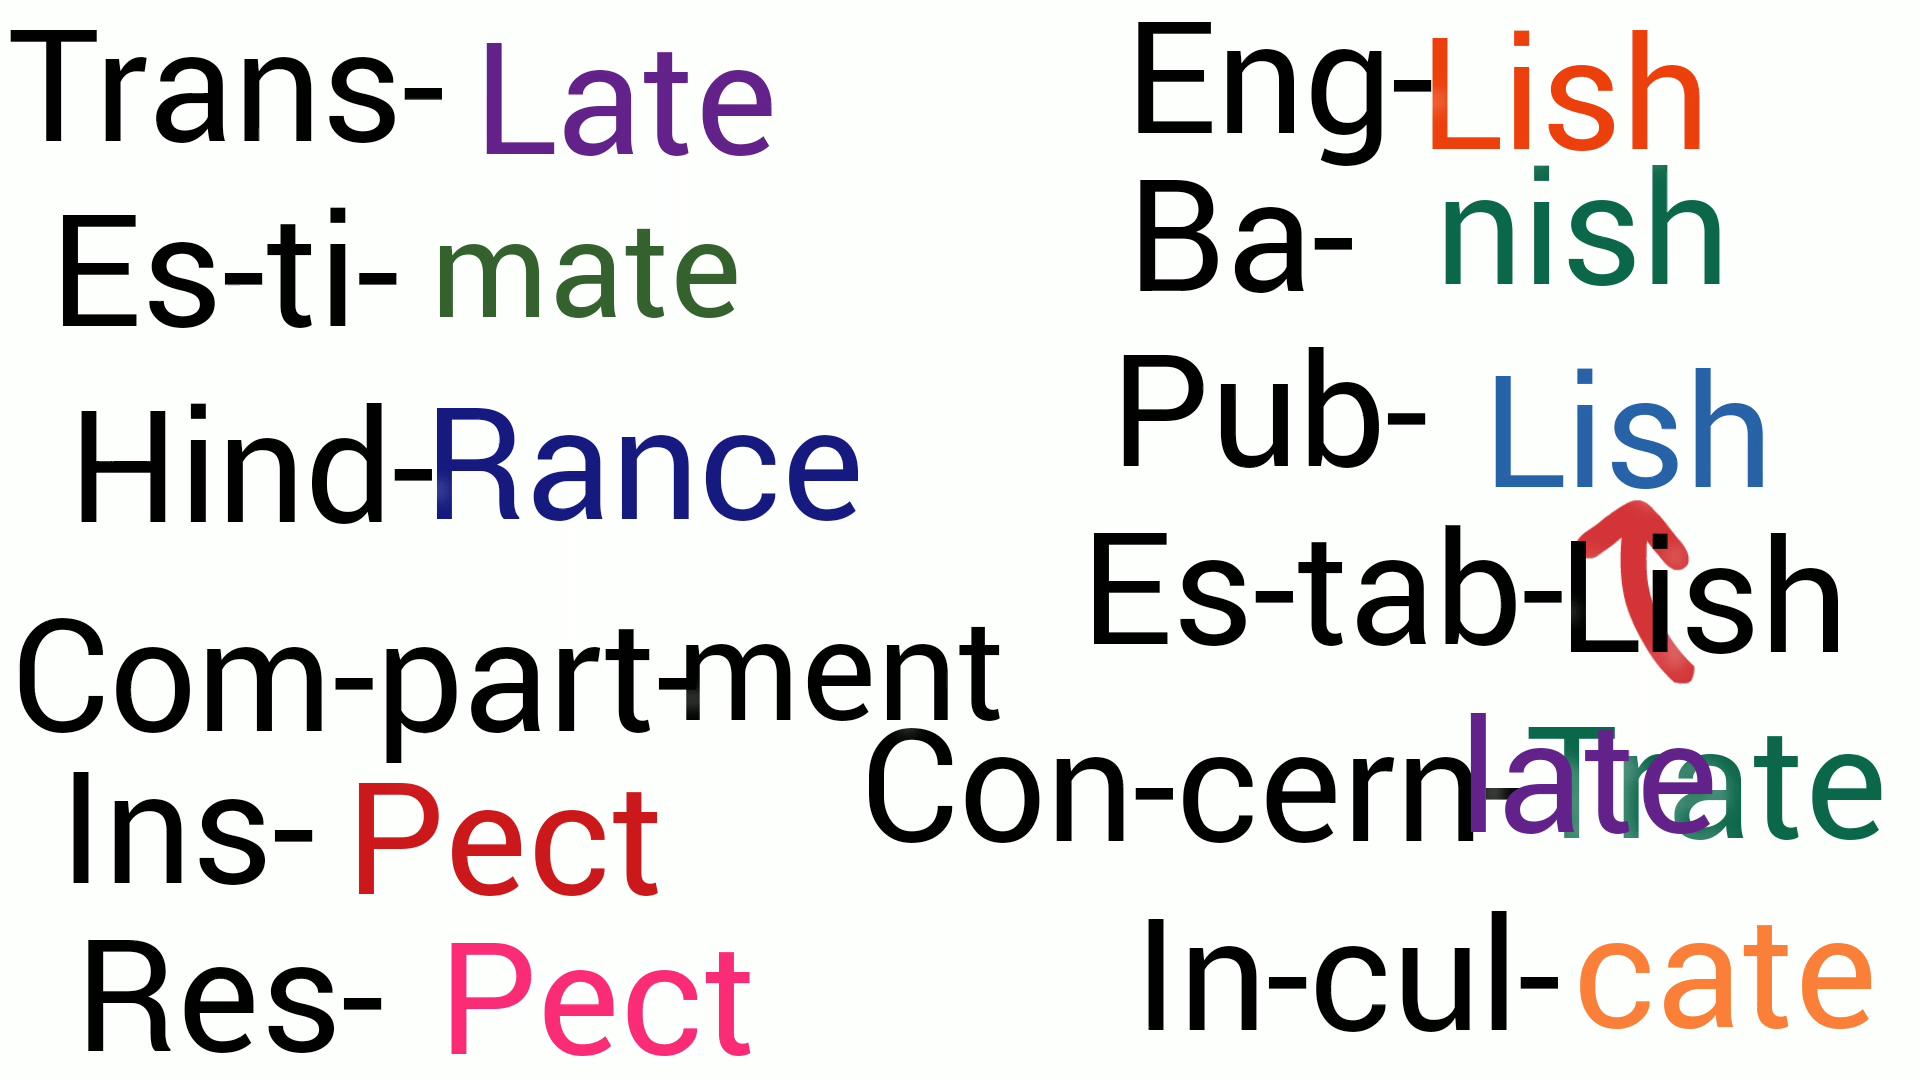 Trans- Late
Es-ti- mate
Hind-Rance
Com-part-ment
Ins- Pect
Res- Pect
Eng-Lish
Ba- nish
Pub- Lish
Es-tab-Lish
Con-cern-late Trate
In-cul-cate